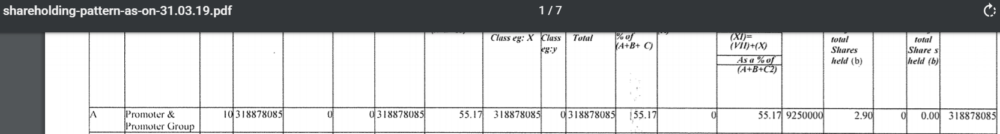 shareholding-pattern-as-on-31.03.19.pdf 1 / 7
Class eg: X Class Total % of (XI)= total total
eg:y (A+B+ C) (VII)+(X) Shares Share s
As a % of held (b) held (b)
(A+B+C2)
A Promoter & 10 318878085 0 0 318878085 55.17 318878085 0 318878085 55.17 0 55.17 9250000 2.90 0 0.00 318878085
Promoter Group